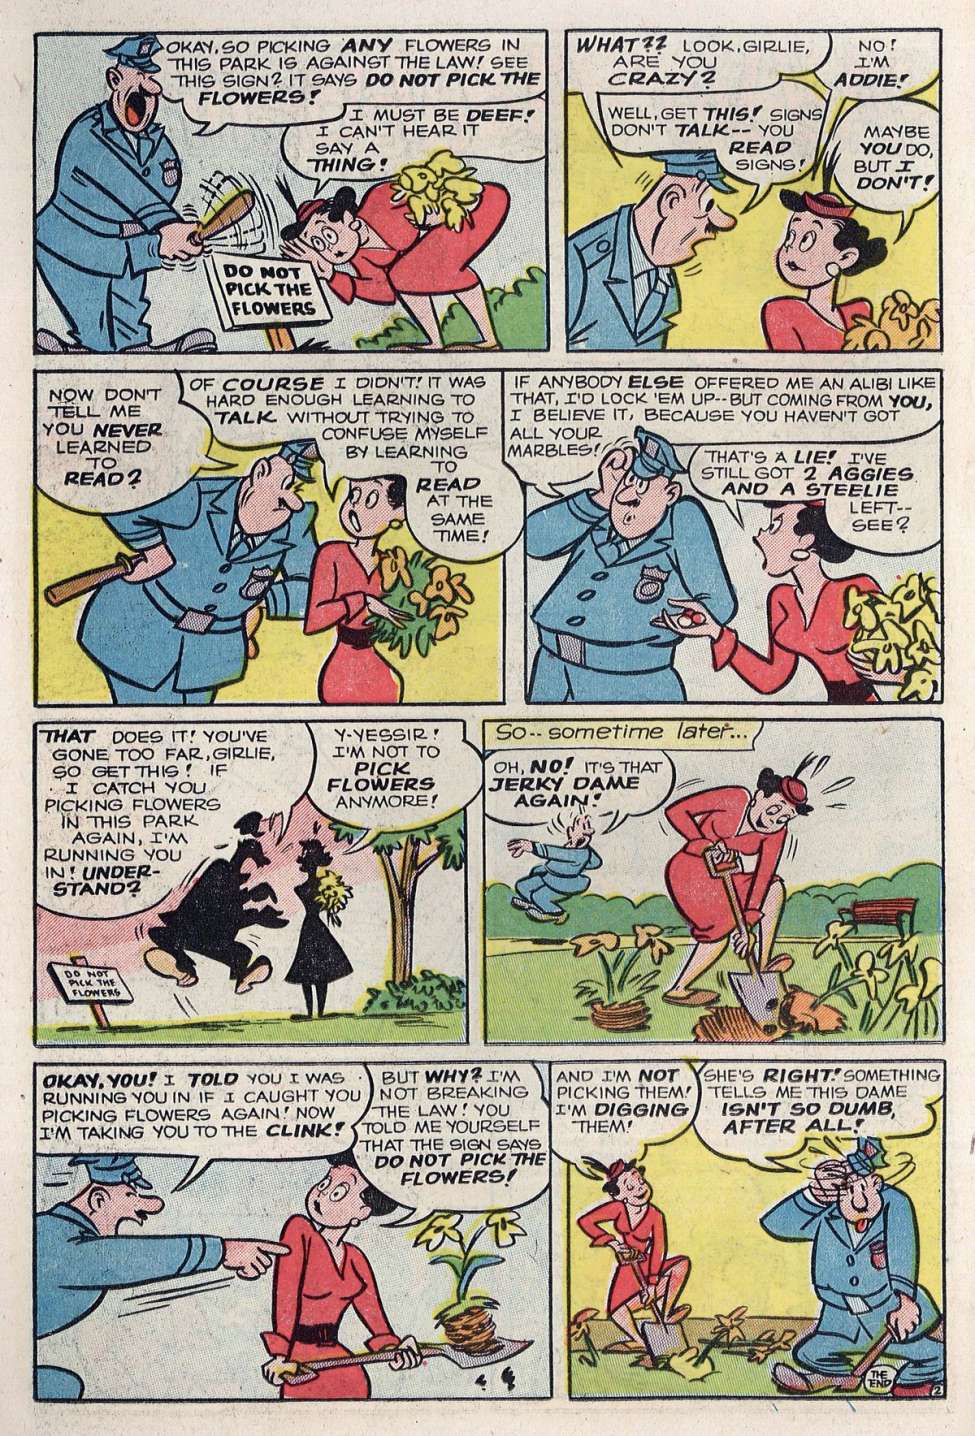 OKAY, SO PICKING ANY FLOWERS IN
THIS PARK IS AGAINST THE LAW! SEE
THIS SIGN? IT SAYS DO NOT PICK THE
FLOWERS!
I MUST BE DEEF!
I CAN'T HEAR IT
SAY A
THING!
DO NOT
PICK THE
FLOWERS
WHAT?? LOOK, GIRLIE,
ARE YOU
CRAZY?
NO!
I'M
ADDIE!
WELL, GET THIS! SIGNS
DON'T TALK-- YOU
READ
SIGNS!
MAYBE
YOU DO,
BUT I
DON'T!
NOW DON'T
TELL ME
YOU NEVER
LEARNED
TO
READ?
OF COURSE I DIDN'T! IT WAS
HARD ENOUGH LEARNING TO
TALK WITHOUT TRYING TO
CONFUSE MYSELF
BY LEARNING
TO
READ
AT THE
SAME
TIME!
IF ANYBODY ELSE OFFERED ME AN ALIBI LIKE
THAT, I'D LOCK 'EM UP-- BUT COMING FROM YOU,
I BELIEVE IT, BECAUSE YOU HAVEN'T GOT
ALL YOUR
MARBLES!
THAT'S A LIE! I'VE
STILL GOT 2 AGGIES
AND A STEELIE
LEFT--
SEE?
THAT DOES IT! YOU'VE
GONE TOO FAR, GIRLIE,
SO GET THIS! IF
I CATCH YOU
PICKING FLOWERS
IN THIS PARK
AGAIN, I'M
RUNNING YOU
IN! UNDER-
STAND?
Y-YESSIR!
I'M NOT TO
PICK
FLOWERS
ANYMORE!
DO NOT
PICK THE
FLOWERS
SO-- sometime later...
OH, NO! IT'S THAT
JERKY DAME
AGAIN!
OKAY, YOU! I TOLD YOU I WAS
RUNNING YOU IN IF I CAUGHT YOU
PICKING FLOWERS AGAIN! NOW
I'M TAKING YOU TO THE CLINK!
BUT WHY? I'M
NOT BREAKING
THE LAW! YOU
TOLD ME YOURSELF
THAT THE SIGN SAYS
DO NOT PICK THE
FLOWERS!
AND I'M NOT
PICKING THEM!
I'M DIGGING
THEM!
SHE'S RIGHT! SOMETHING
TELLS ME THIS DAME
ISN'T SO DUMB,
AFTER ALL!
THE
END
2